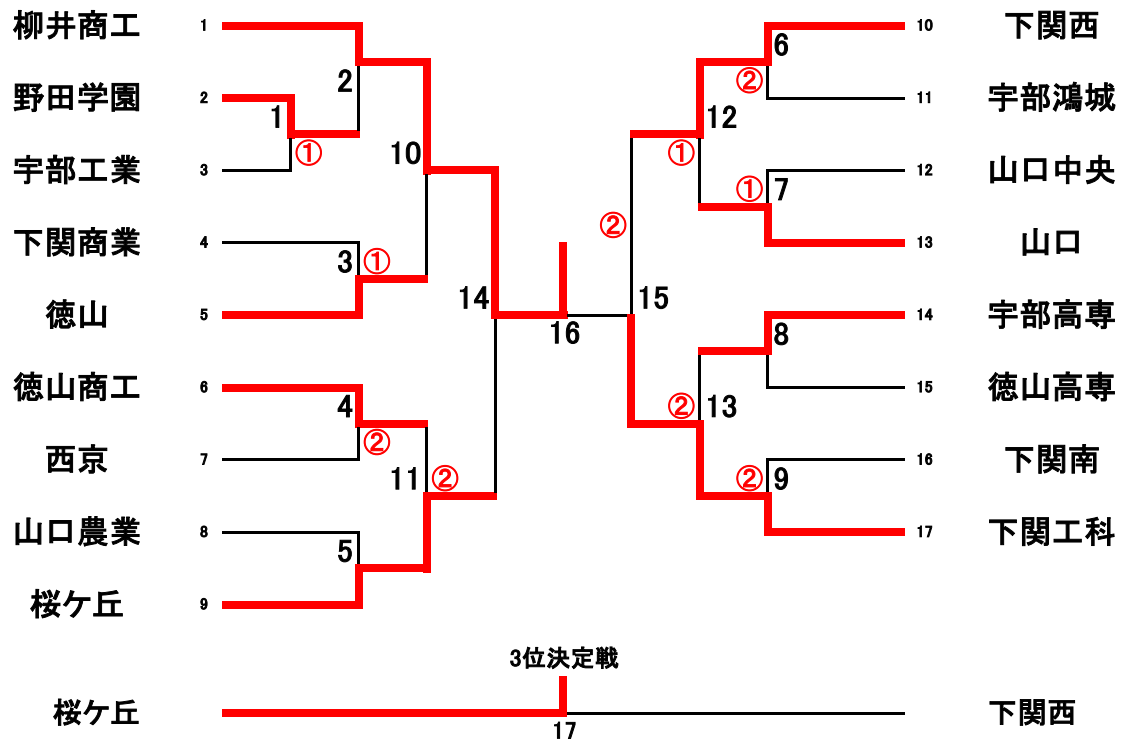 柳井商工 1
野田学園 2
宇部工業 3
下関商業 4
徳山 5
徳山商工 6
西京 7
山口農業 8
桜ケ丘 9
1 ①
2
3 ①
4 ②
5
10
11 ②
14
16
15 ②
12 ①
13 ②
6 ②
7 ①
8
9 ②
10 下関西
11 宇部鴻城
12 山口中央
13 山口
14 宇部高専
15 徳山高専
16 下関南
17 下関工科
3位決定戦
桜ケ丘 17 下関西